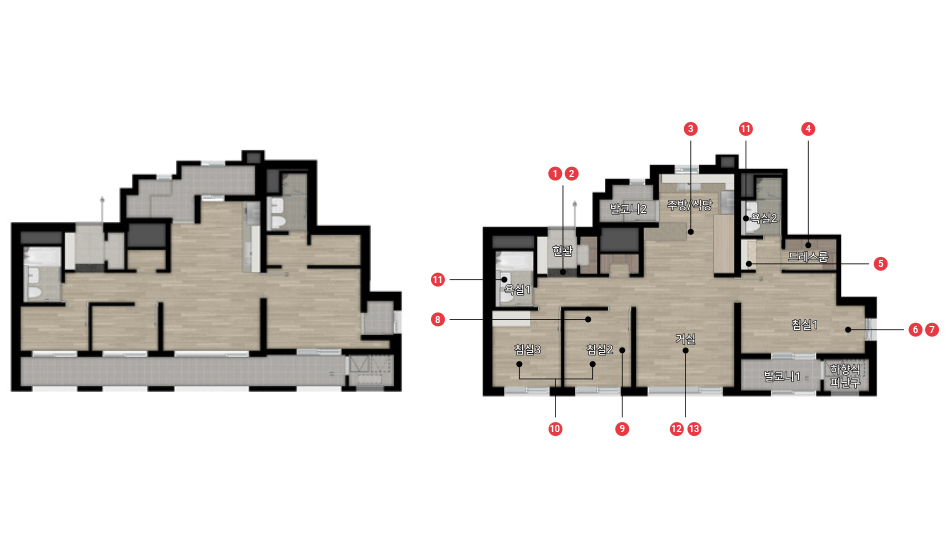 3
11
4
1 2
발코니2
주방/식당
욕실2
현관
드레스룸
5
11
욕실1
8
침실1
6 7
거실
침실3
침실2
발코니1
하향식
피난구
10
9
12 13